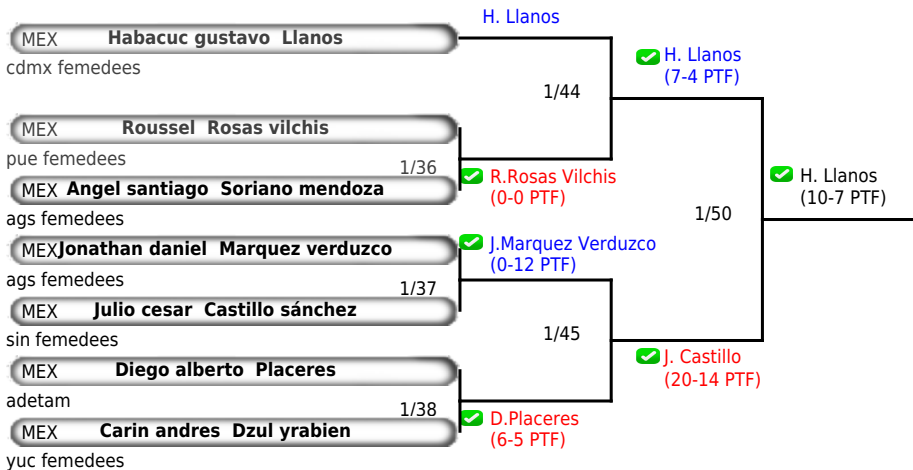 H. Llanos
MEX Habacuc gustavo Llanos
cdmx femedees
H. Llanos
(7-4 PTF)
1/44
MEX Roussel Rosas vilchis
pue femedees
1/36
R.Rosas Vilchis
(0-0 PTF)
MEX Angel santiago Soriano mendoza
ags femedees
H. Llanos
(10-7 PTF)
1/50
MEX Jonathan daniel Marquez verduzco
ags femedees
J.Marquez Verduzco
(0-12 PTF)
1/37
MEX Julio cesar Castillo sánchez
sin femedees
1/45
J. Castillo
(20-14 PTF)
MEX Diego alberto Placeres
adetam
1/38
D.Placeres
(6-5 PTF)
MEX Carin andres Dzul yrabien
yuc femedees